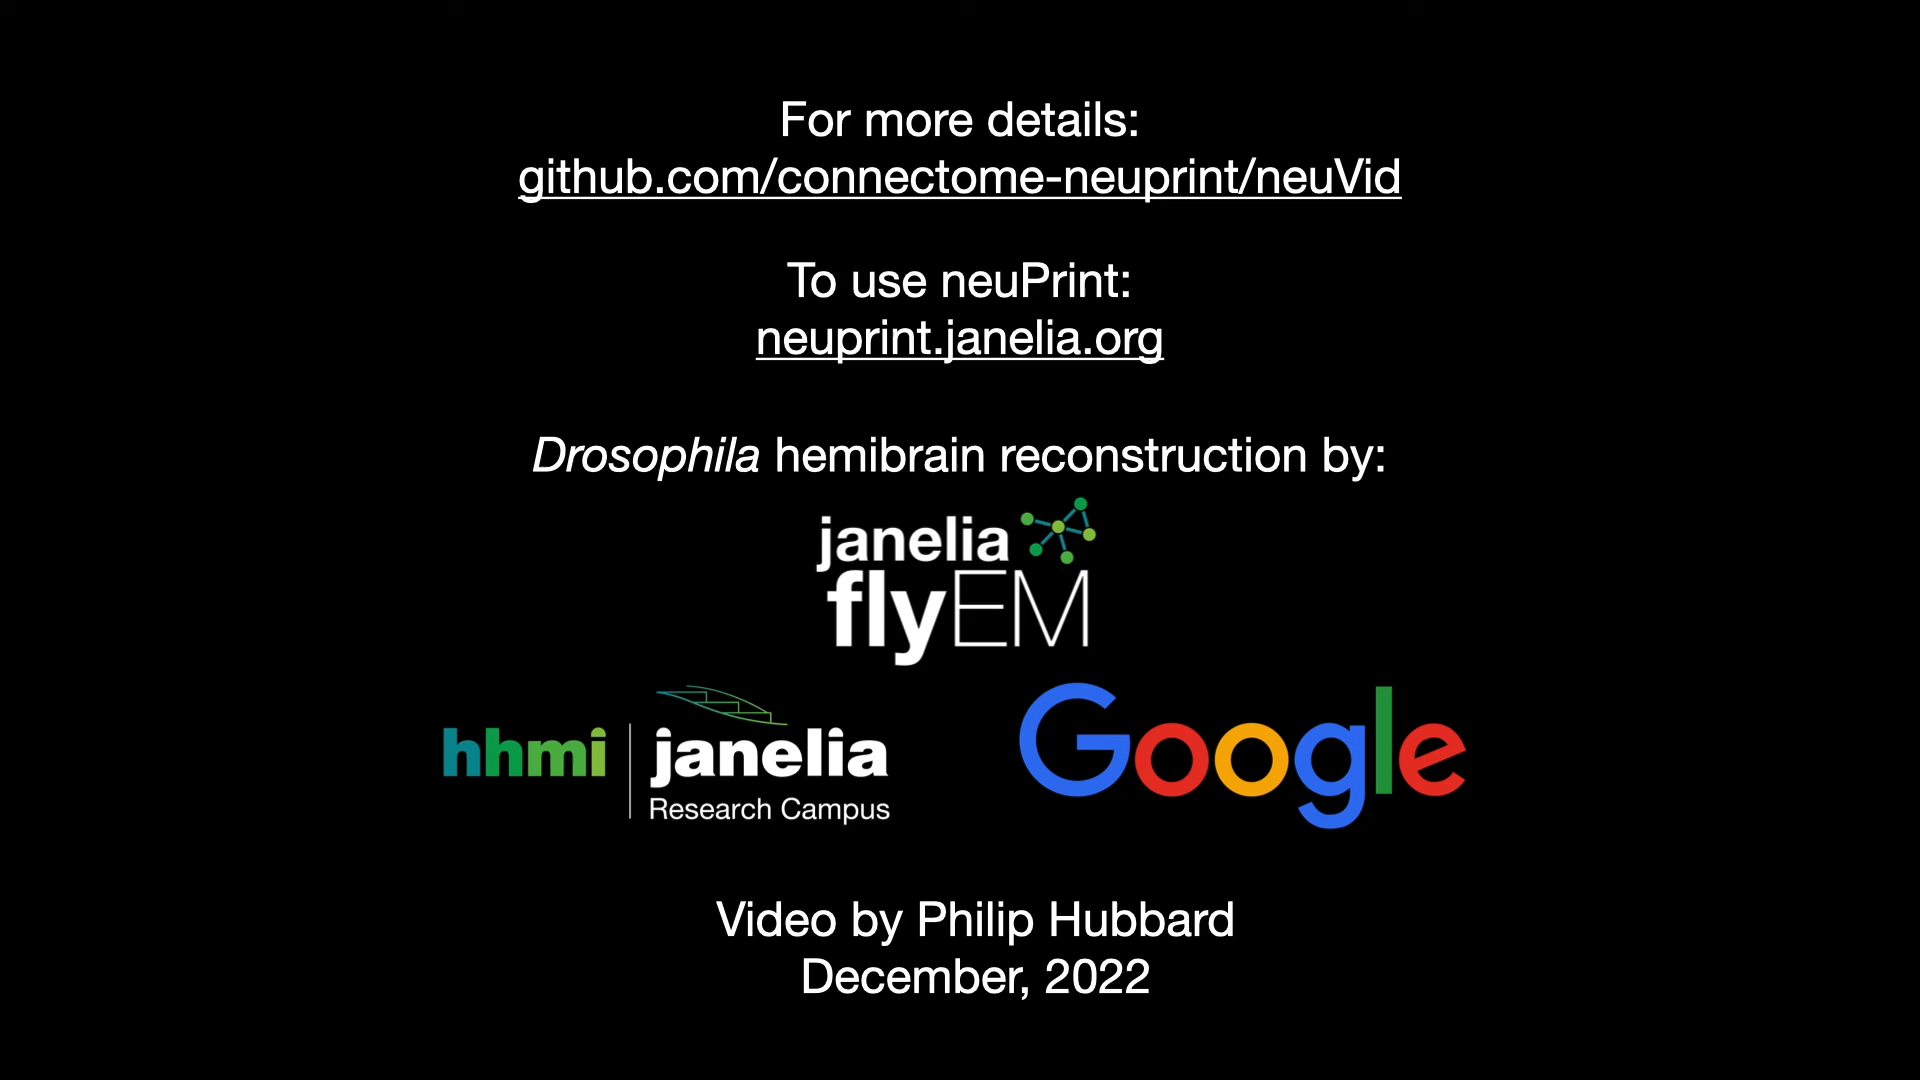 For more details:
github.com/connectome-neuprint/neuVid
To use neuPrint:
neuprint.janelia.org
Drosophila hemibrain reconstruction by:
janelia
flyEM
hhmi janelia
Research Campus
Google
Video by Philip Hubbard
December, 2022